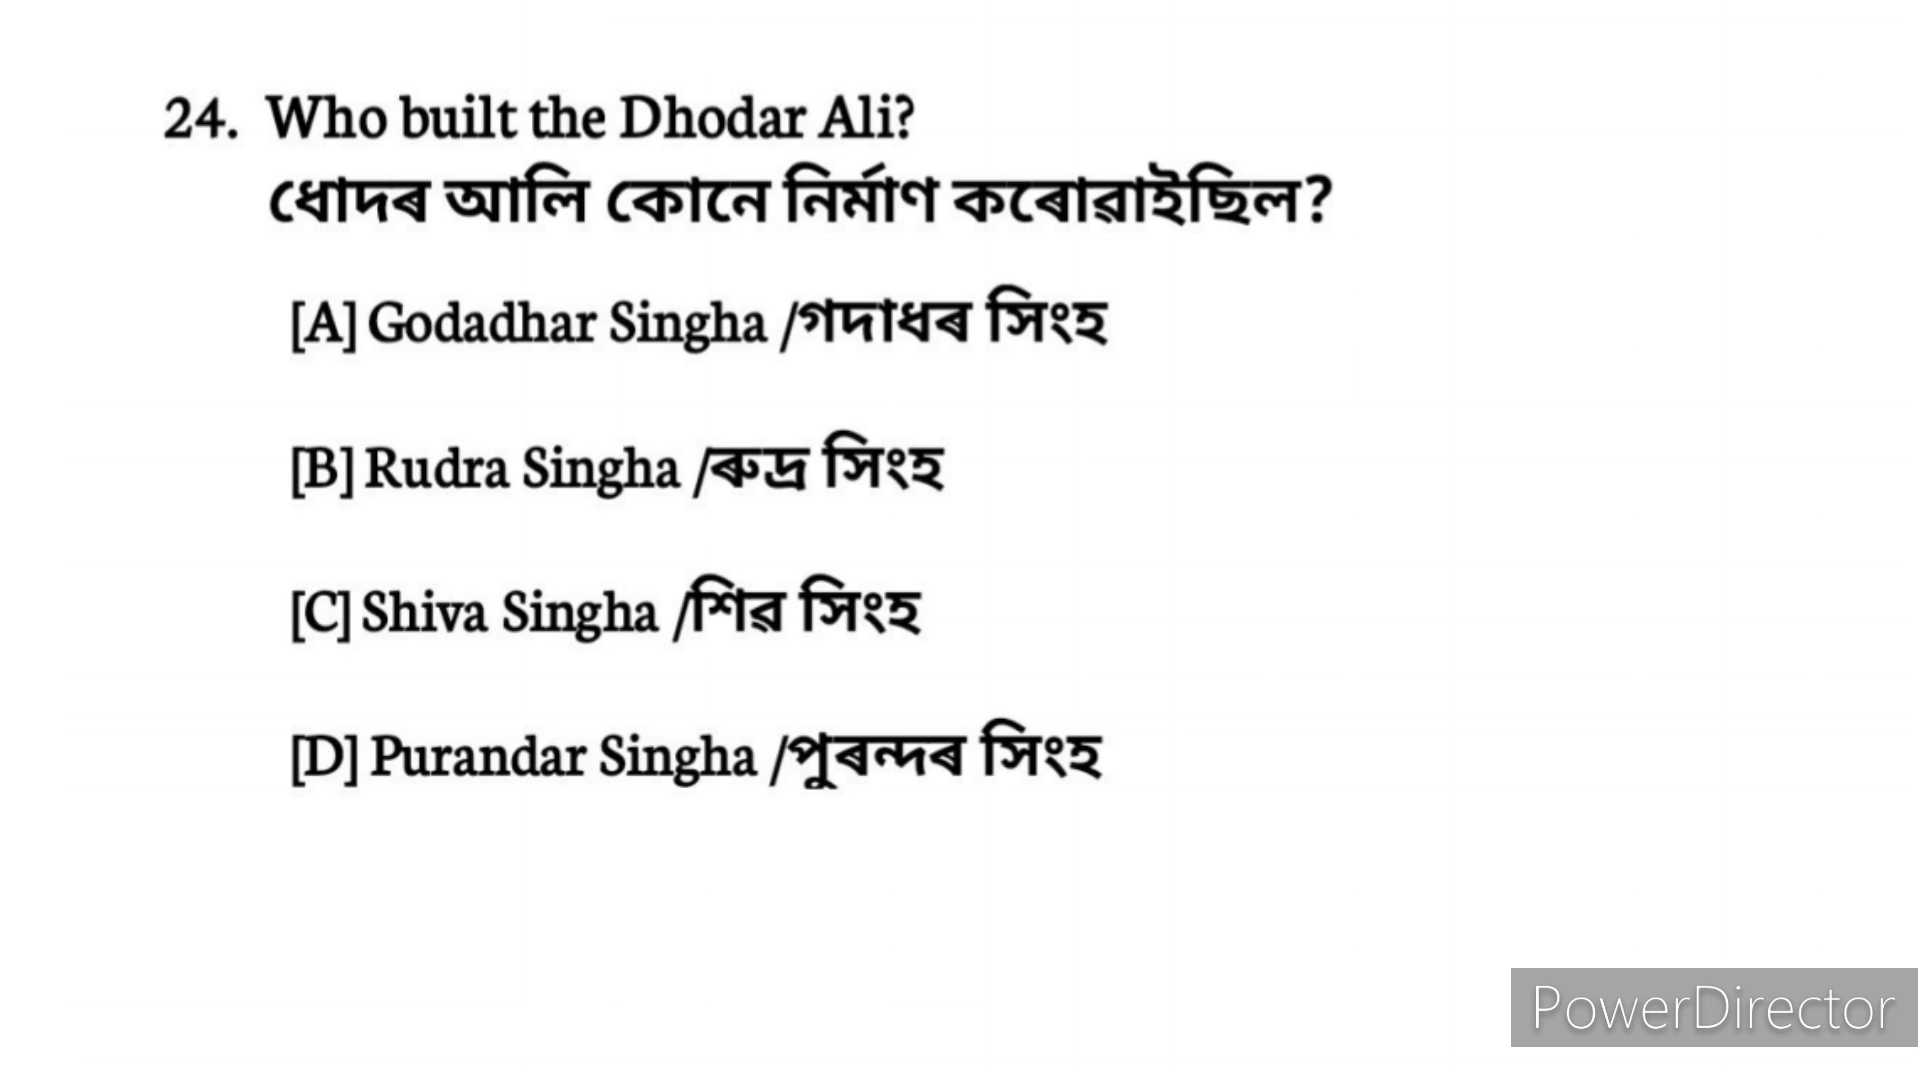 24. Who built the Dhodar Ali?
ধোদৰ আলি কোনে নিৰ্মাণ কৰোৱাইছিল?
[A] Godadhar Singha /গদাধৰ সিংহ
[B] Rudra Singha /ৰুদ্ৰ সিংহ
[C] Shiva Singha /শিৱ সিংহ
[D] Purandar Singha /পুৰন্দৰ সিংহ
PowerDirector